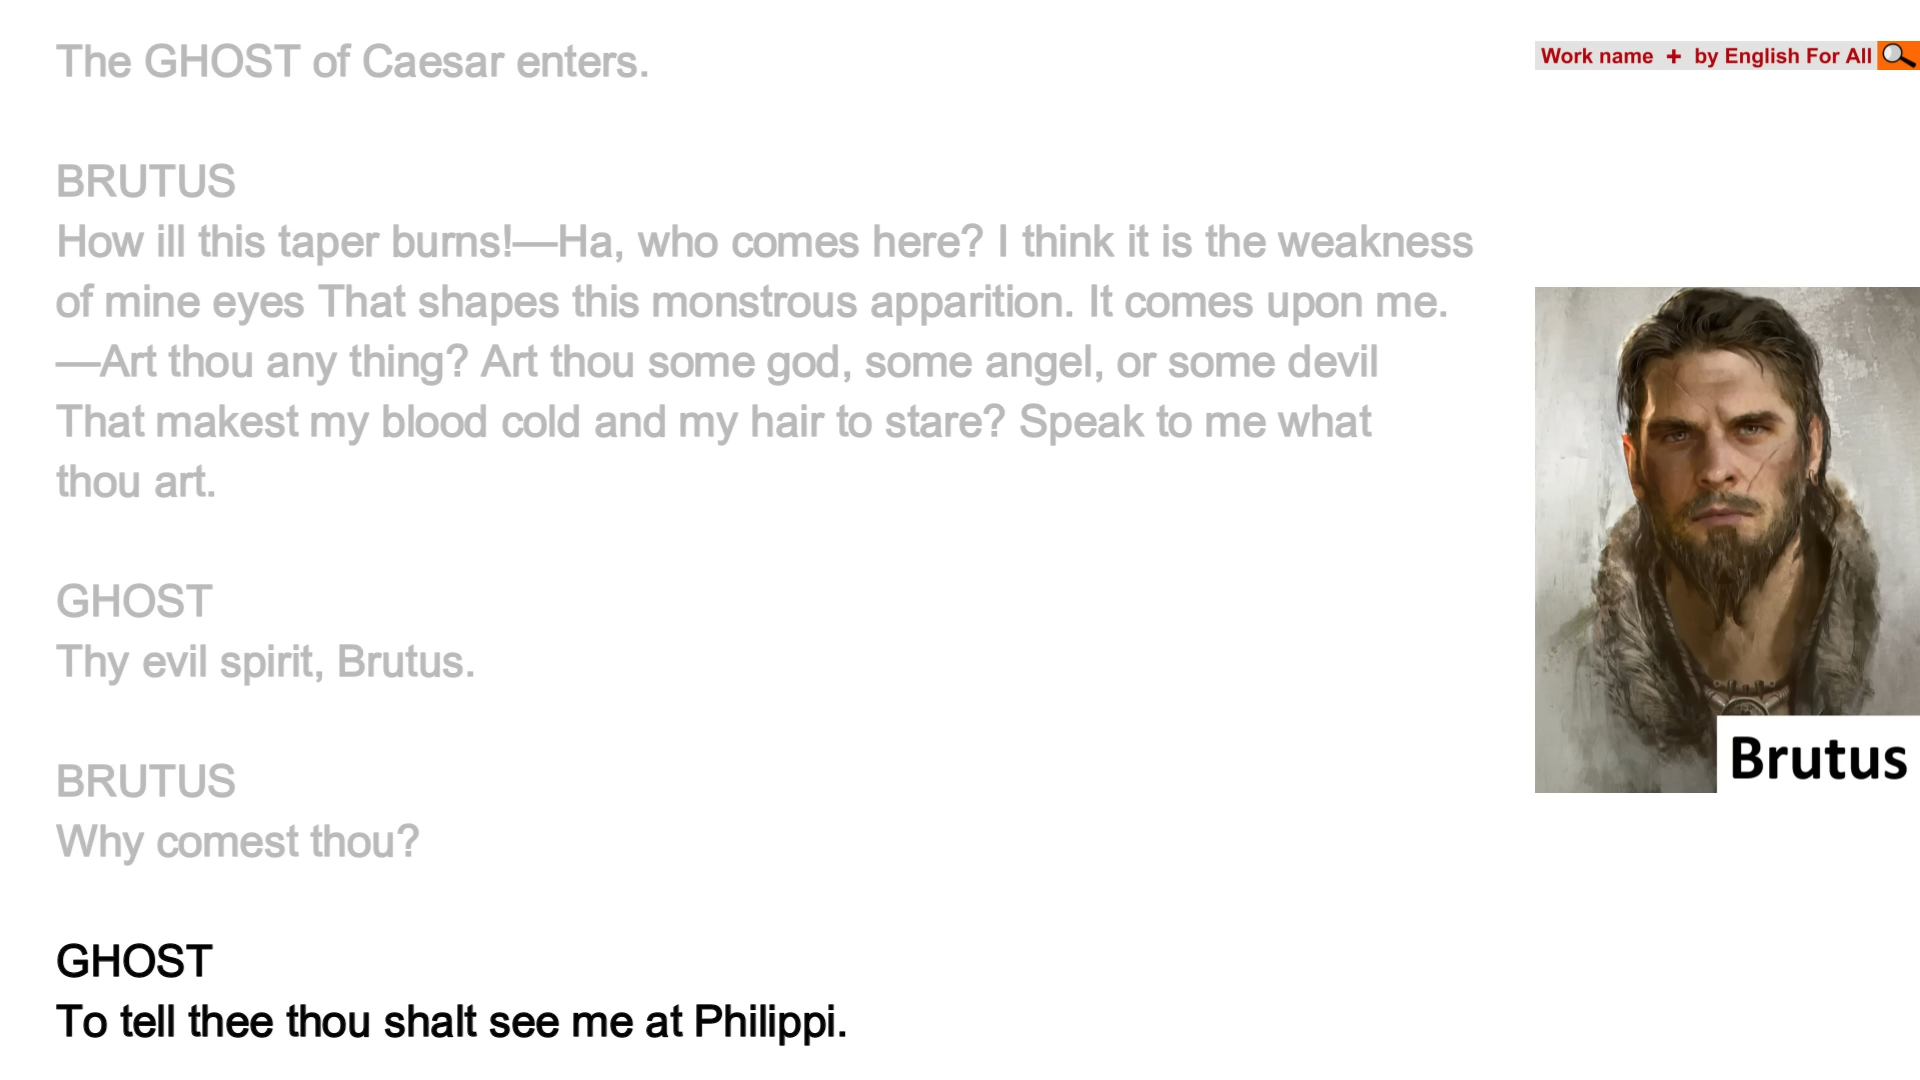 The GHOST of Caesar enters.
Work name + by English For All
BRUTUS
How ill this taper burns!—Ha, who comes here? I think it is the weakness
of mine eyes That shapes this monstrous apparition. It comes upon me.
—Art thou any thing? Art thou some god, some angel, or some devil
That makest my blood cold and my hair to stare? Speak to me what
thou art.
GHOST
Thy evil spirit, Brutus.
BRUTUS
Why comest thou?
GHOST
To tell thee thou shalt see me at Philippi.
Brutus